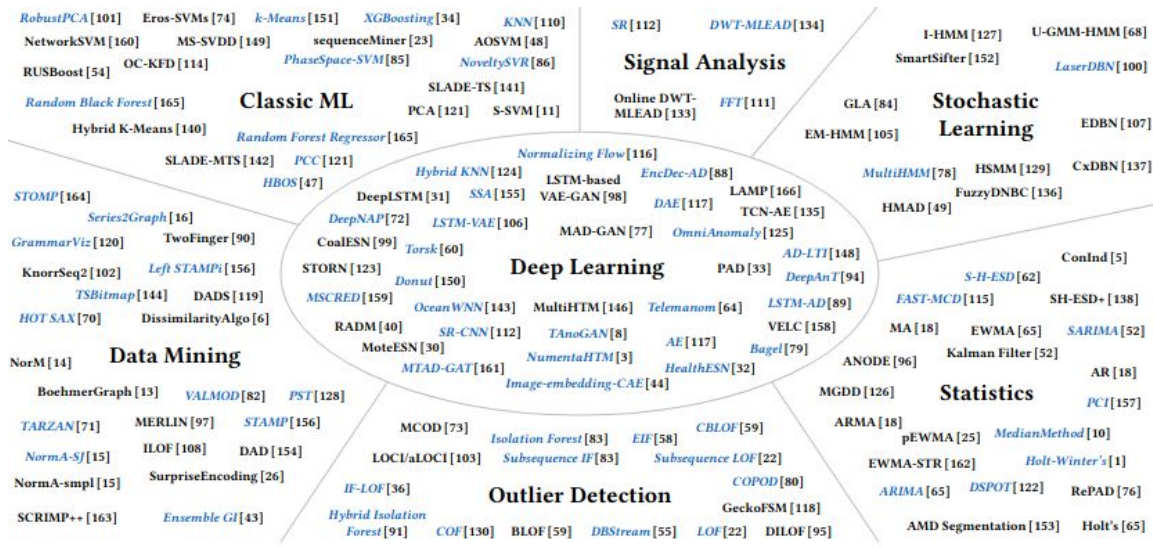 RobustPCA [101] Eros-SVMs [74] k-Means [151] XGBoosting [34] KNN [110]
NetworkSVM [160] MS-SVDD [149] sequenceMiner [23] AOSVM [48]
RUSBoost [54] OC-KFD [114] PhaseSpace-SVM [85] NoveltySVR [86]
SLADE-TS [141]
Random Black Forest [165] Classic ML PCA [121] S-SVM [11]
Hybrid K-Means [140] Random Forest Regressor [165]
SLADE-MTS [142] PCC [121]
HBOS [47]
SR [112] DWT-MLEAD [134]
Signal Analysis
Online DWT-
MLEAD [133] FFT [111]
I-HMM [127] U-GMM-HMM [68]
SmartSifter [152] LaserDBN [100]
GLA [84] Stochastic
Learning
EM-HMM [105] EDBN [107]
MultiHMM [78] HSMM [129] CxDBN [137]
FuzzyDNBC [136]
HMAD [49]
STOMP [164]
Series2Graph [16]
GrammarViz [120] TwoFinger [90]
KnorrSeq2 [102] Left STAMPi [156]
TSBitmap [144] DADS [119]
HOT SAX [70] DissimilarityAlgo [6]
NorM [14] Data Mining
BoehmerGraph [13] VALMOD [82] PST [128]
TARZAN [71] MERLIN [97] STAMP [156]
NormA-SJ [15] ILOF [108] DAD [154]
NormA-smpl [15] SurpriseEncoding [26]
SCRIMP++ [163] Ensemble GI [43]
Normalizing Flow [116]
Hybrid KNN [124] LSTM-based
VAE-GAN [98] EncDec-AD [88]
DeepLSTM [31] SSA [155] DAE [117] LAMP [166]
DeepNAP [72] LSTM-VAE [106] TCN-AE [135]
CoalESN [99] Torsk [60] MAD-GAN [77] OmniAnomaly [125]
AD-LTI [148]
STORN [123] Donut [150] Deep Learning PAD [33] DeepAnT [94]
MSCRED [159] OceanWNN [143] MultiHTM [146] Telemanom [64] LSTM-AD [89]
RADM [40] SR-CNN [112] TAnoGAN [8] VELC [158]
MoteESN [30] AE [117] Bagel [79]
MTAD-GAT [161] NumentaHTM [3] HealthESN [32]
Image-embedding-CAE [44]
MCOD [73] Isolation Forest [83] EIF [58] CBLOF [59]
LOCI/aLOCI [103] Subsequence IF [83] Subsequence LOF [22]
IF-LOF [36] Outlier Detection COPOD [80]
GeckoFSM [118]
Hybrid Isolation
Forest [91] COF [130] BLOF [59] DBStream [55] LOF [22] DILOF [95]
ConInd [5]
S-H-ESD [62]
FAST-MCD [115] SH-ESD+ [138]
MA [18] EWMA [65] SARIMA [52]
ANODE [96] Kalman Filter [52]
AR [18]
MGDD [126] Statistics PCI [157]
ARMA [18]
pEWMA [25] MedianMethod [10]
EWMA-STR [162] Holt-Winter's [1]
ARIMA [65] DSPOT [122] RePAD [76]
AMD Segmentation [153] Holt's [65]